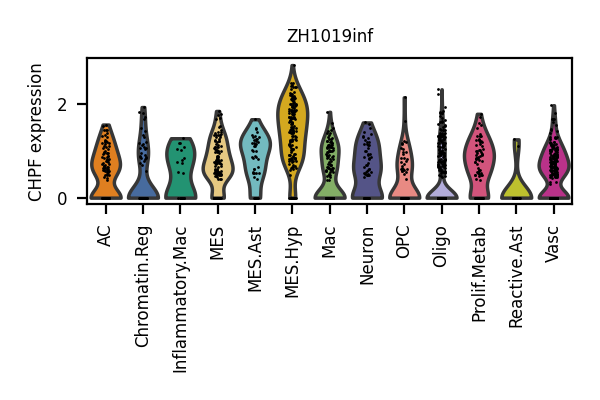 ZH1019inf
CHPF expression
2
0
AC
Chromatin.Reg
Inflammatory.Mac
MES
MES.Ast
MES.Hyp
Mac
Neuron
OPC
Oligo
Prolif.Metab
Reactive.Ast
Vasc